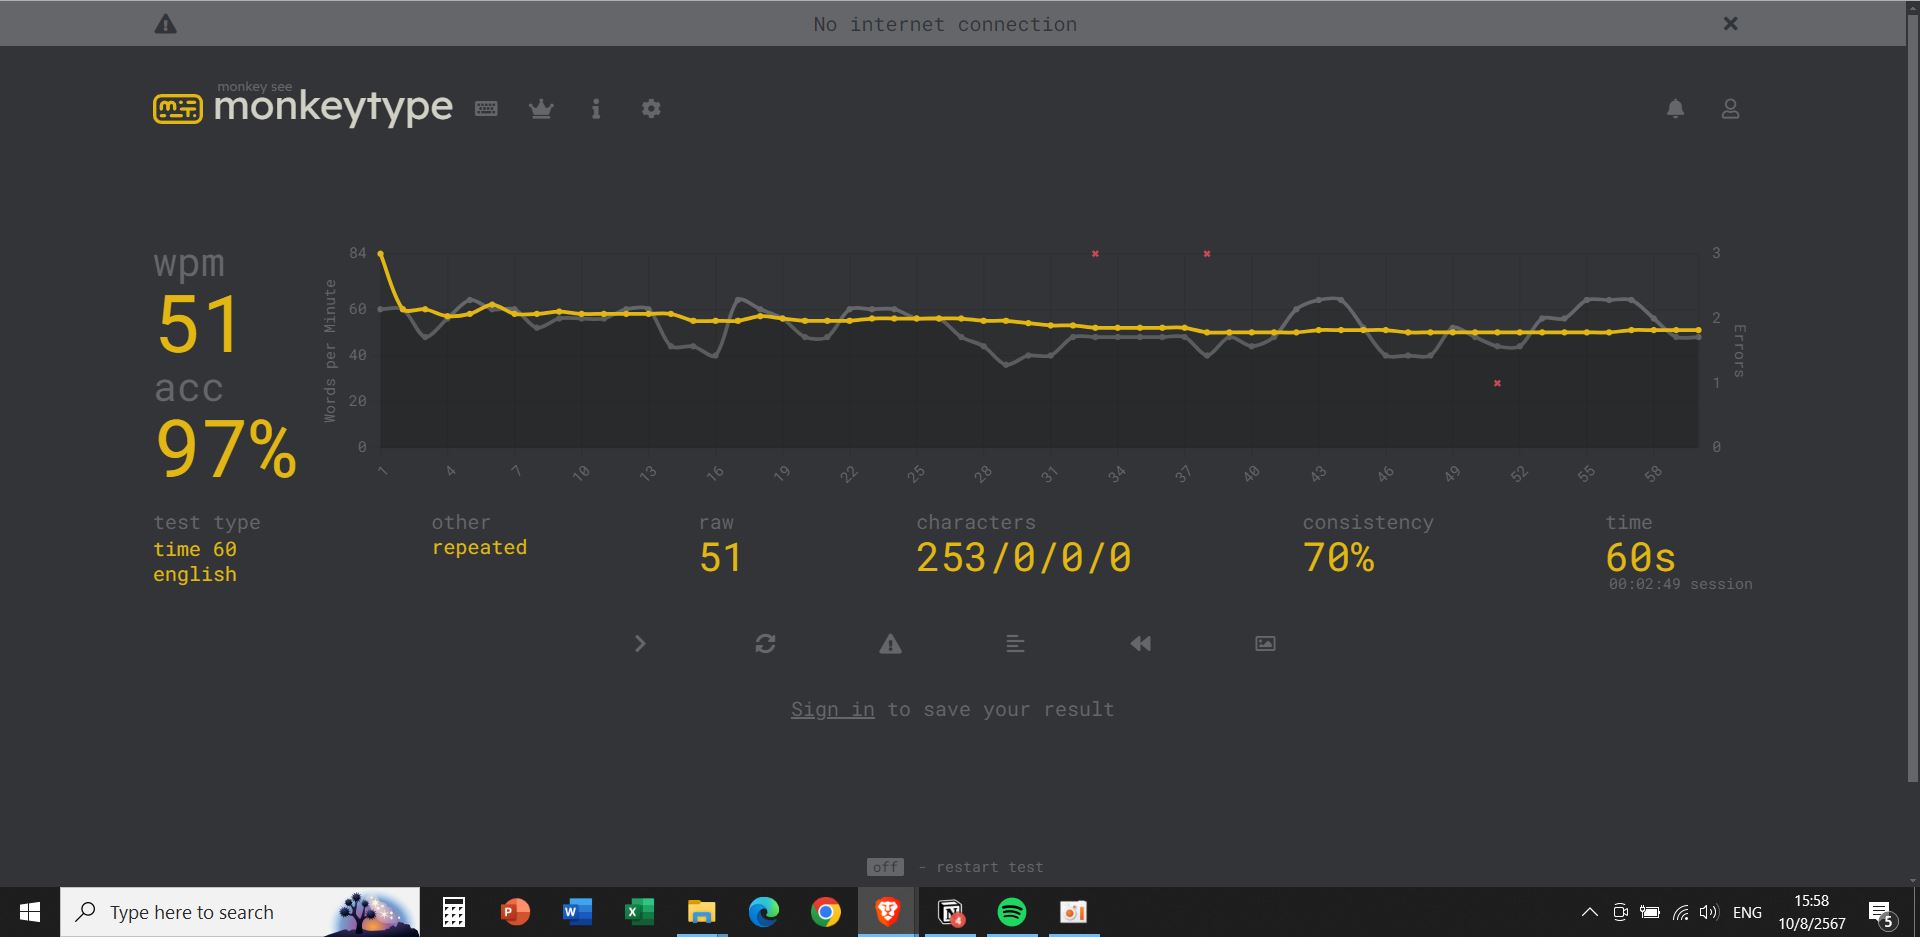 No internet connection
monkey see
monkeytype
wpm
51
acc
97%
Words per Minute
84
60
40
20
0
3
2
1
0
Errors
1 4 7 10 13 16 19 22 25 28 31 34 37 40 43 46 49 52 55 58
test type
time 60
english
other
repeated
raw
51
characters
253/0/0/0
consistency
70%
time
60s
00:02:49 session
Sign in to save your result
off - restart test
Type here to search
4
ENG
15:58
10/8/2567
5